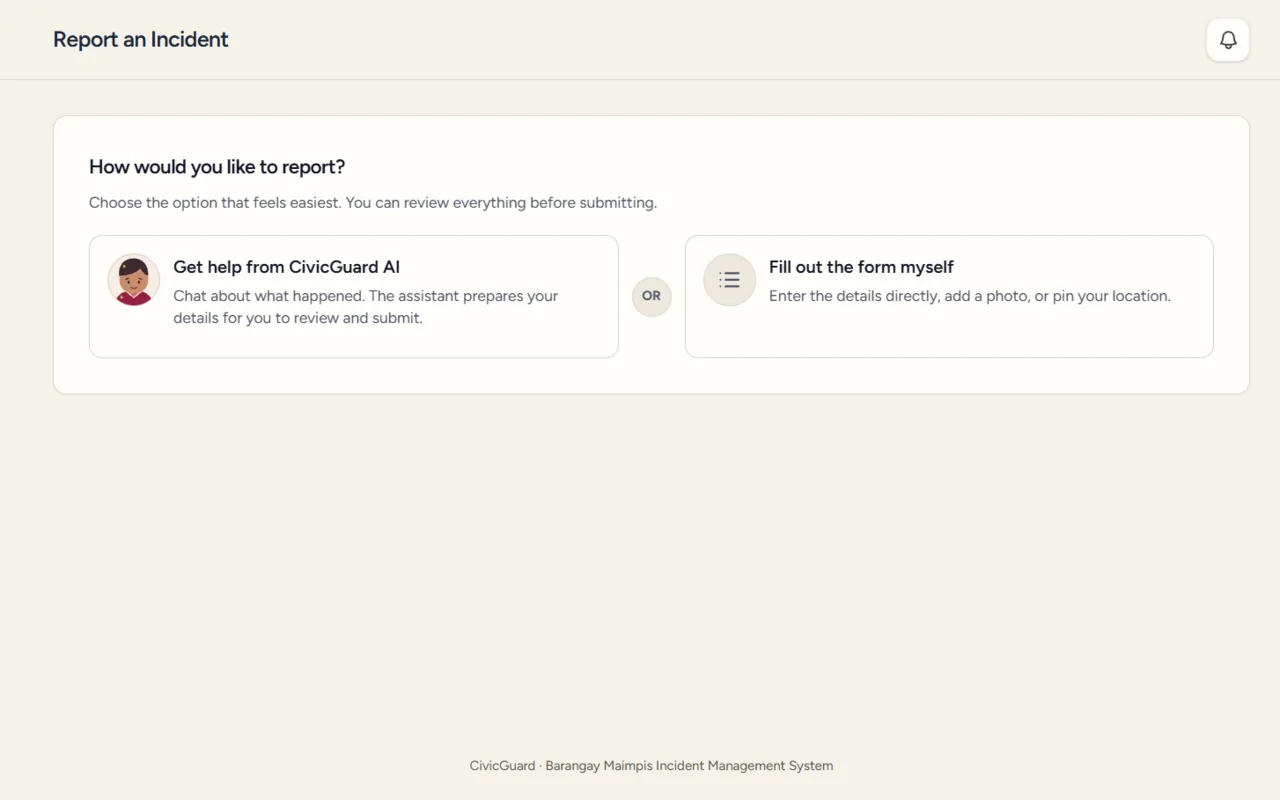 Report an Incident
How would you like to report?
Choose the option that feels easiest. You can review everything before submitting.
Get help from CivicGuard AI
Chat about what happened. The assistant prepares your
details for you to review and submit.
OR
Fill out the form myself
Enter the details directly, add a photo, or pin your location.
CivicGuard · Barangay Maimpis Incident Management System